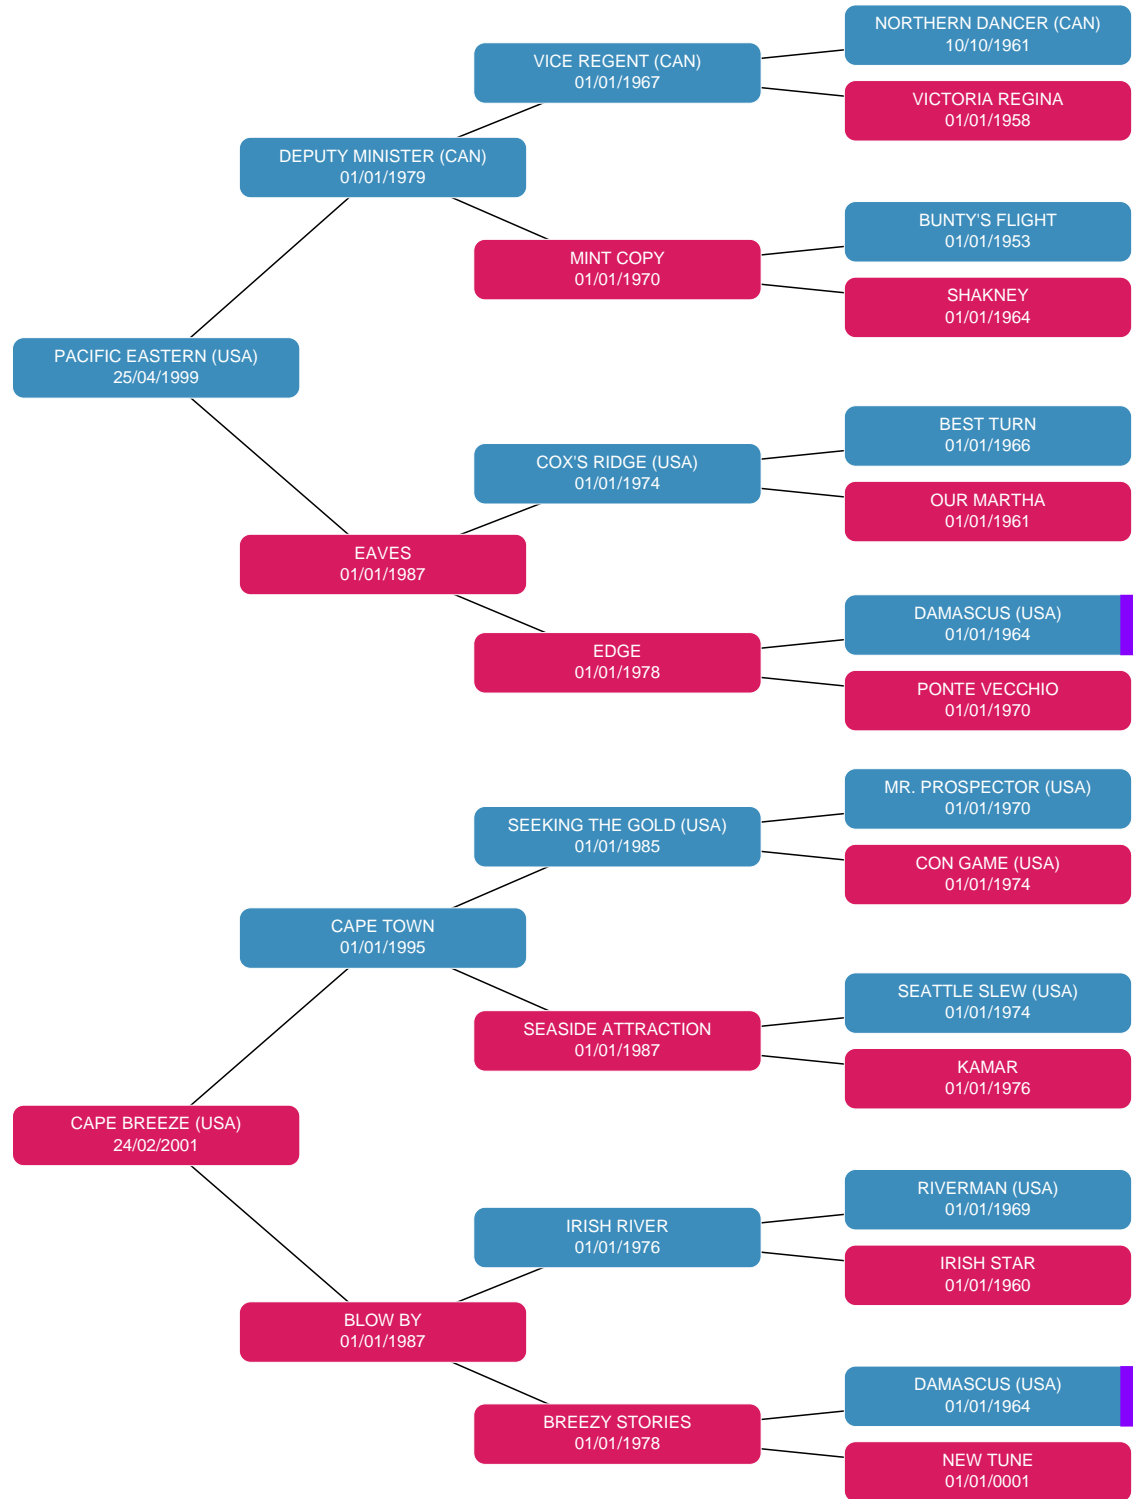 NORTHERN DANCER (CAN)
10/10/1961
VICE REGENT (CAN)
01/01/1967
VICTORIA REGINA
01/01/1958
DEPUTY MINISTER (CAN)
01/01/1979
BUNTY'S FLIGHT
01/01/1953
MINT COPY
01/01/1970
SHAKNEY
01/01/1964
PACIFIC EASTERN (USA)
25/04/1999
BEST TURN
01/01/1966
COX'S RIDGE (USA)
01/01/1974
OUR MARTHA
01/01/1961
EAVES
01/01/1987
DAMASCUS (USA)
01/01/1964
EDGE
01/01/1978
PONTE VECCHIO
01/01/1970
MR. PROSPECTOR (USA)
01/01/1970
SEEKING THE GOLD (USA)
01/01/1985
CON GAME (USA)
01/01/1974
CAPE TOWN
01/01/1995
SEATTLE SLEW (USA)
01/01/1974
SEASIDE ATTRACTION
01/01/1987
KAMAR
01/01/1976
CAPE BREEZE (USA)
24/02/2001
RIVERMAN (USA)
01/01/1969
IRISH RIVER
01/01/1976
IRISH STAR
01/01/1960
BLOW BY
01/01/1987
DAMASCUS (USA)
01/01/1964
BREEZY STORIES
01/01/1978
NEW TUNE
01/01/0001